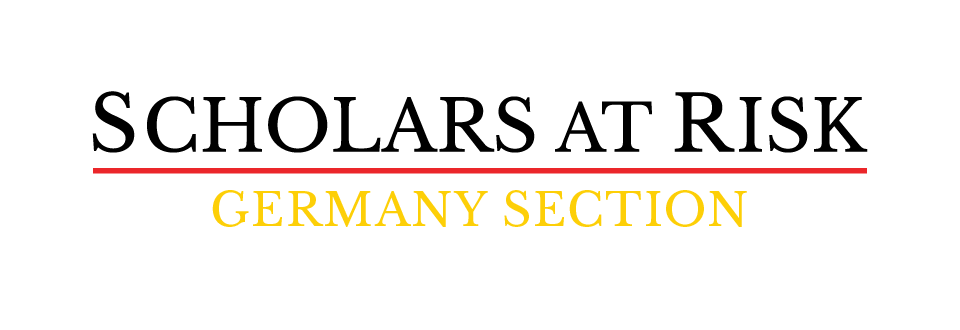 SCHOLARS AT RISK
GERMANY SECTION